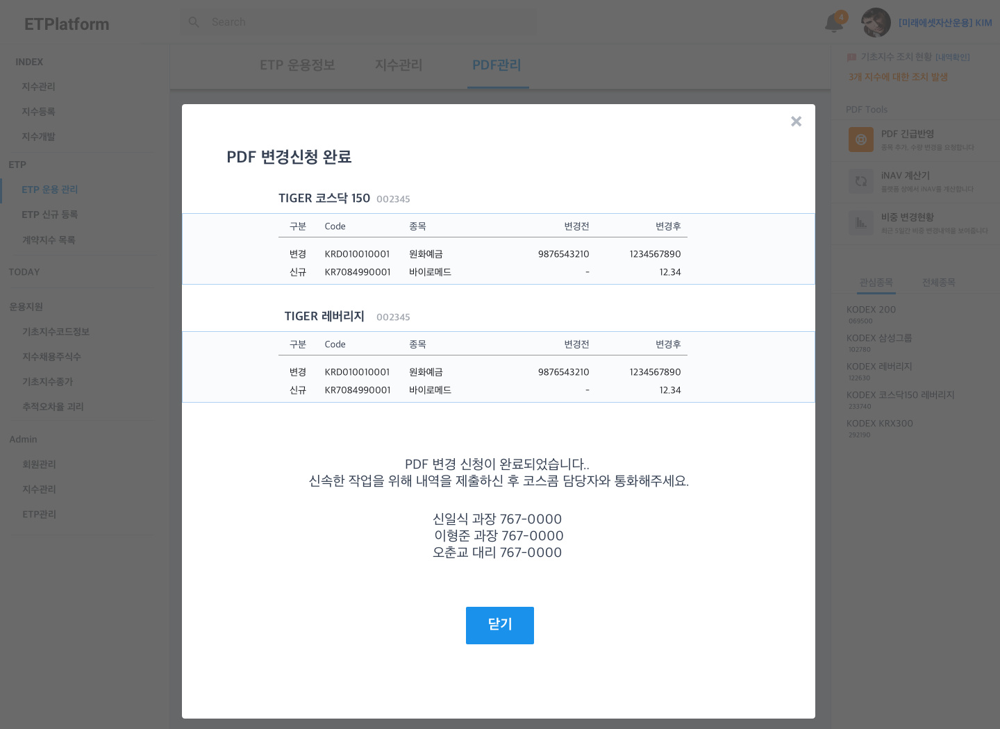 ETPlatform
Search
4
[미래에셋자산운용] KIM
INDEX
지수관리
지수등록
지수개발
ETP
ETP 운용 관리
ETP 신규 등록
계약지수 목록
TODAY
운용지원
기초지수코드정보
지수채용주식수
기초지수종가
추적오차율 괴리
Admin
회원관리
지수관리
ETP관리
ETP 운용정보 지수관리 PDF관리
PDF 변경신청 완료
TIGER 코스닥 150 002345
구분 Code 종목 변경전 변경후
변경 KRD010010001 원화예금 9876543210 1234567890
신규 KR7084990001 바이로메드 - 12.34
TIGER 레버리지 002345
구분 Code 종목 변경전 변경후
변경 KRD010010001 원화예금 9876543210 1234567890
신규 KR7084990001 바이로메드 - 12.34
PDF 변경 신청이 완료되었습니다..
신속한 작업을 위해 내역을 제출하신 후 코스콤 담당자와 통화해주세요.
신일식 과장 767-0000
이형준 과장 767-0000
오춘교 대리 767-0000
닫기
기초지수 조치 현황 [내역확인]
3개 지수에 대한 조치 발생
PDF Tools
PDF 긴급반영
종목 추가, 수량 변경을 요청합니다
iNAV 계산기
플랫폼 상에서 iNAV를 계산합니다
비중 변경현황
최근 5일간 비중 변경내역을 보여줍니다
관심종목 전체종목
KODEX 200
069500
KODEX 삼성그룹
102780
KODEX 레버리지
122630
KODEX 코스닥150 레버리지
233740
KODEX KRX300
292190